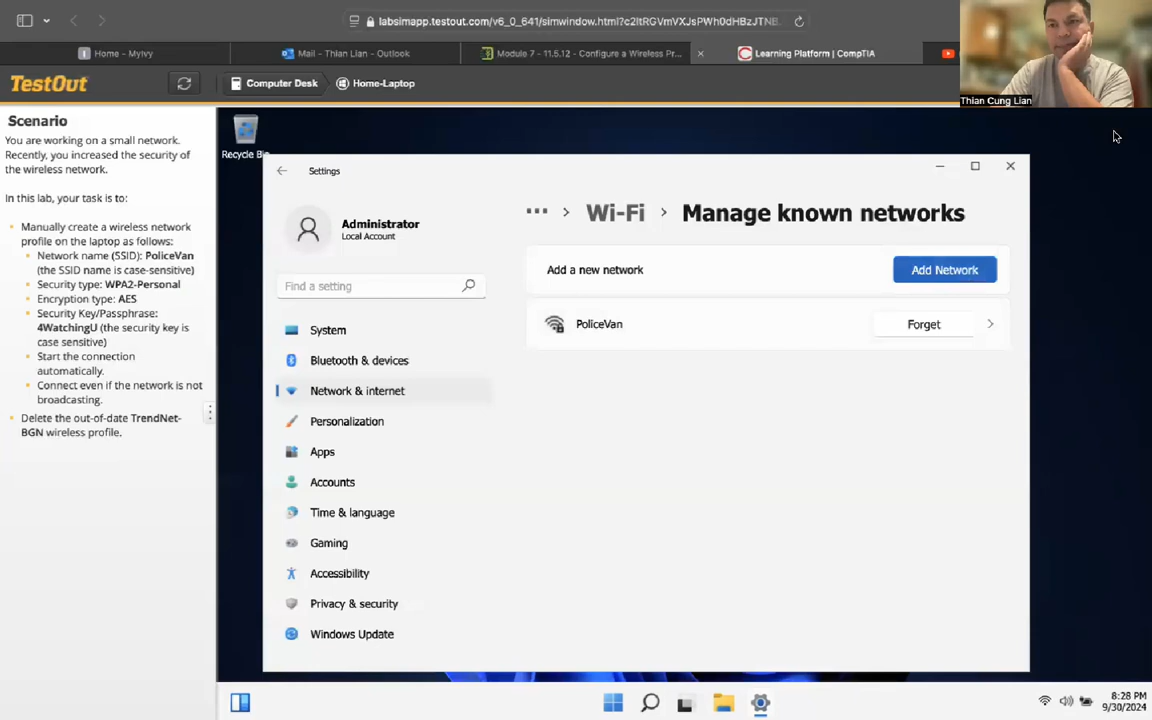 labsimapp.testout.com/v6_0_641/simwindow.html?c2ltRGVmVXJsPWh0dHBzJTNB...
Home - MyIvy
Mail - Thian Lian - Outlook
Module 7 - 11.5.12 - Configure a Wireless Pr...
Learning Platform | CompTIA
TestOut
Computer Desk
Home-Laptop
Thian Cung Lian
Scenario
You are working on a small network.
Recently, you increased the security of
the wireless network.
In this lab, your task is to:
Manually create a wireless network
profile on the laptop as follows:
Network name (SSID): PoliceVan
(the SSID name is case-sensitive)
Security type: WPA2-Personal
Encryption type: AES
Security Key/Passphrase:
4WatchingU (the security key is
case sensitive)
Start the connection
automatically.
Connect even if the network is not
broadcasting.
Delete the out-of-date TrendNet-
BGN wireless profile.
Recycle Bin
Settings
Administrator
Local Account
Find a setting
System
Bluetooth & devices
Network & internet
Personalization
Apps
Accounts
Time & language
Gaming
Accessibility
Privacy & security
Windows Update
... > Wi-Fi > Manage known networks
Add a new network
Add Network
PoliceVan
Forget
8:28 PM
9/30/2024